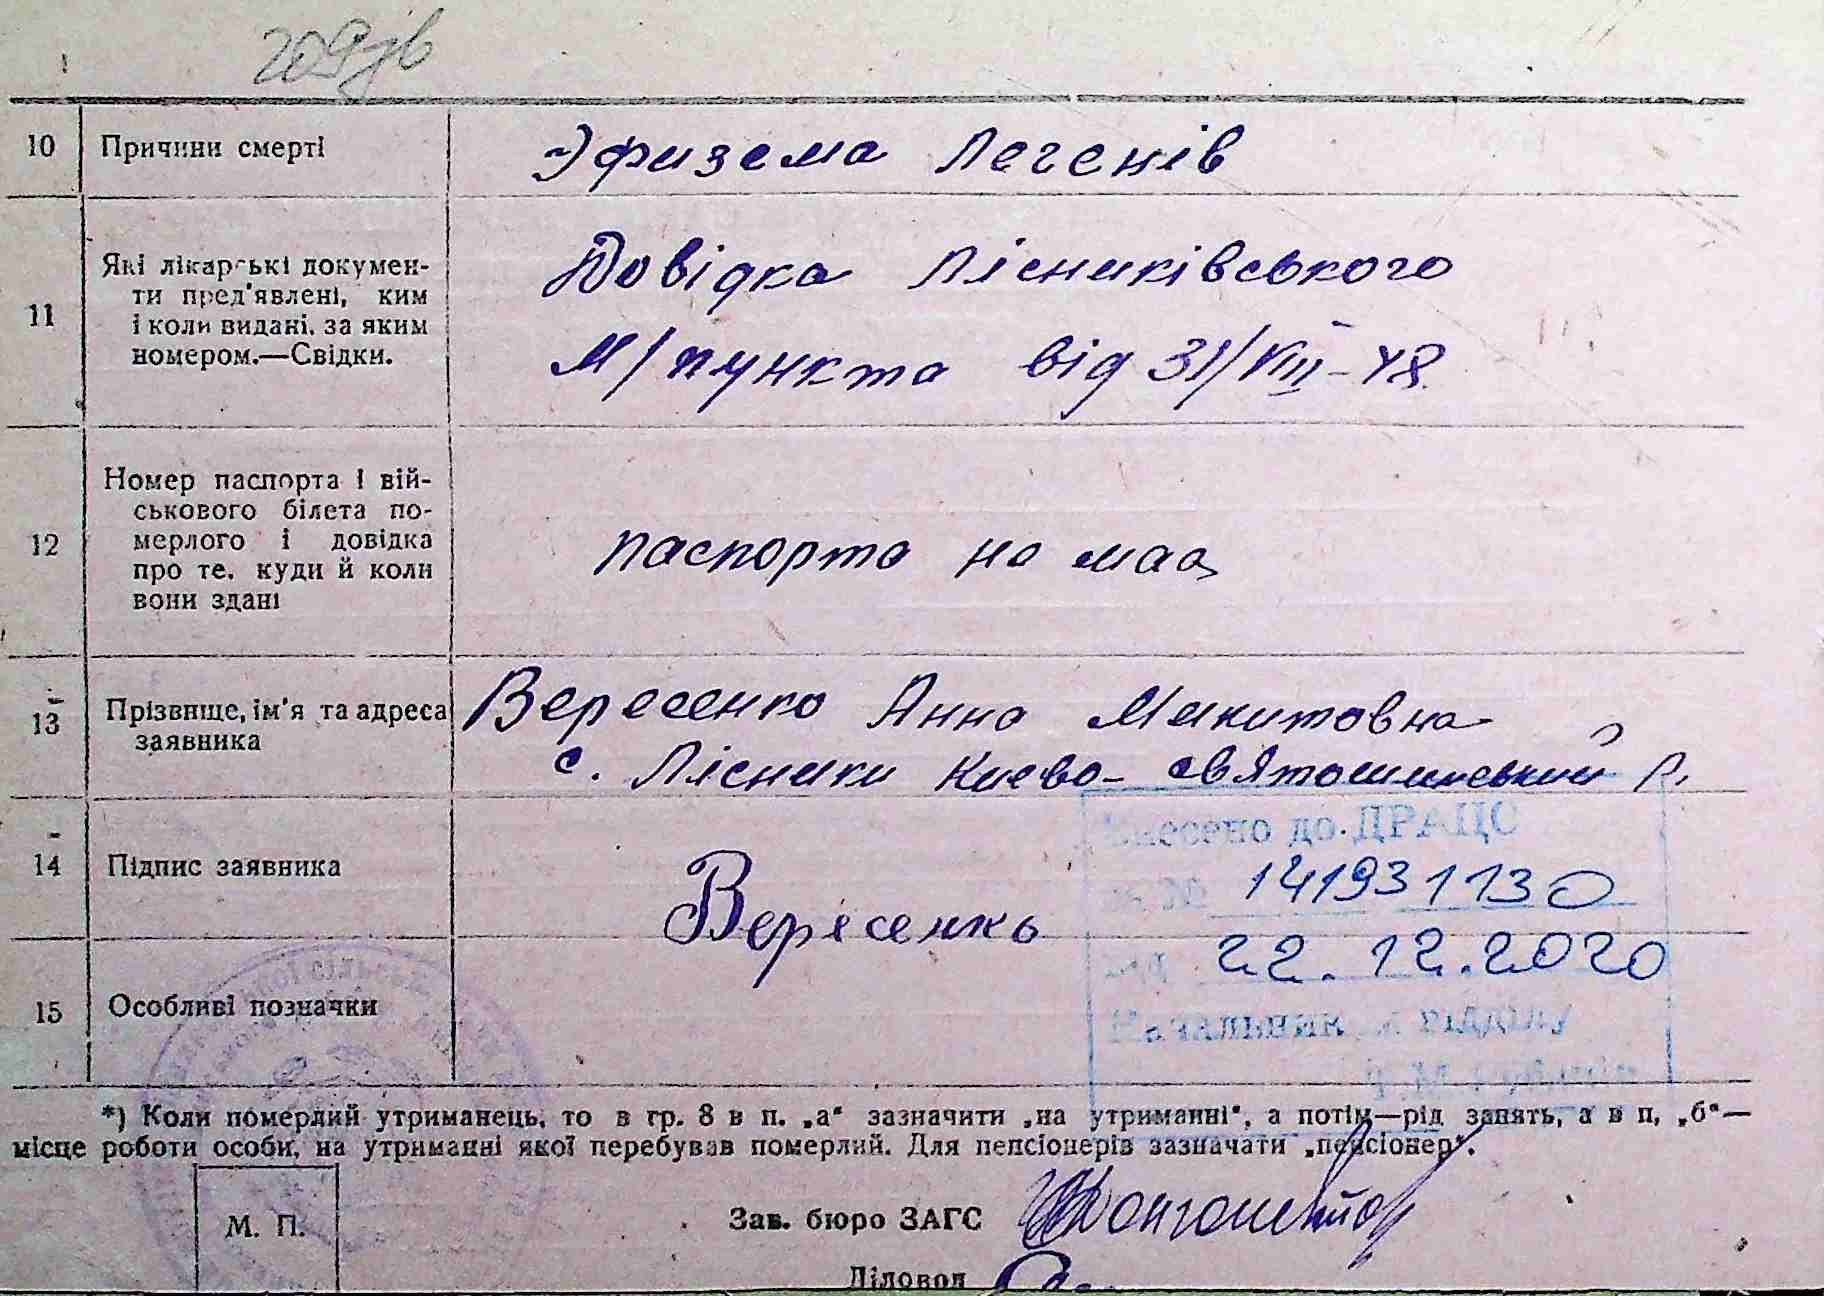 10 Причини смерті Эфизема легенів
11 Які лікарські докумен-
ти пред'явлені, ким
і коли видані, за яким
номером.—Свідки.
Довідка Лісниківського
М/пункта від 31/VIII-48
12 Номер паспорта і вій-
ськового білета по-
мерлого і довідка
про те, куди й коли
вони здані
паспорта на має
13 Прізвище, ім'я та адреса
заявника
Вересенко Анна Микитовна
с. Лісники Києво-Святошинський р.
14 Підпис заявника Вересенко
Внесено до ДРАЦС
№ 141931130
22.12.2020
Начальник відділу
15 Особливі позначки
*) Коли померлий утриманець, то в гр. 8 в п. „а" зазначити „на утриманні", а потім—рід занять, а в п, „б"—
місце роботи особи, на утриманні якої перебував померлий. Для пенсіонерів зазначати „пенсіонер".
М. П.
Зав. бюро ЗАГС
Діловод